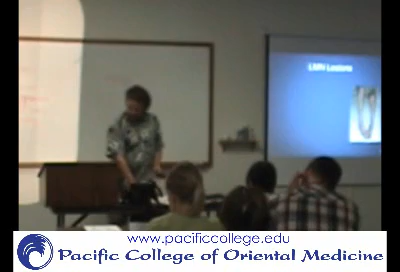 LMN Lesions
www.pacificcollege.edu
Pacific College of Oriental Medicine